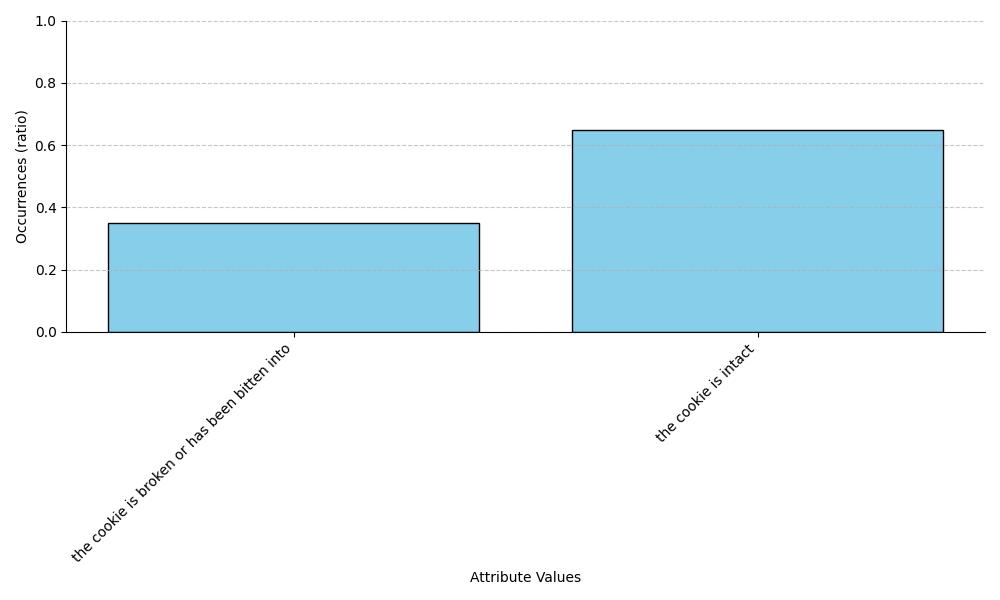 1.0
0.8
0.6
0.4
0.2
0.0
Occurrences (ratio)
the cookie is broken or has been bitten into
the cookie is intact
Attribute Values